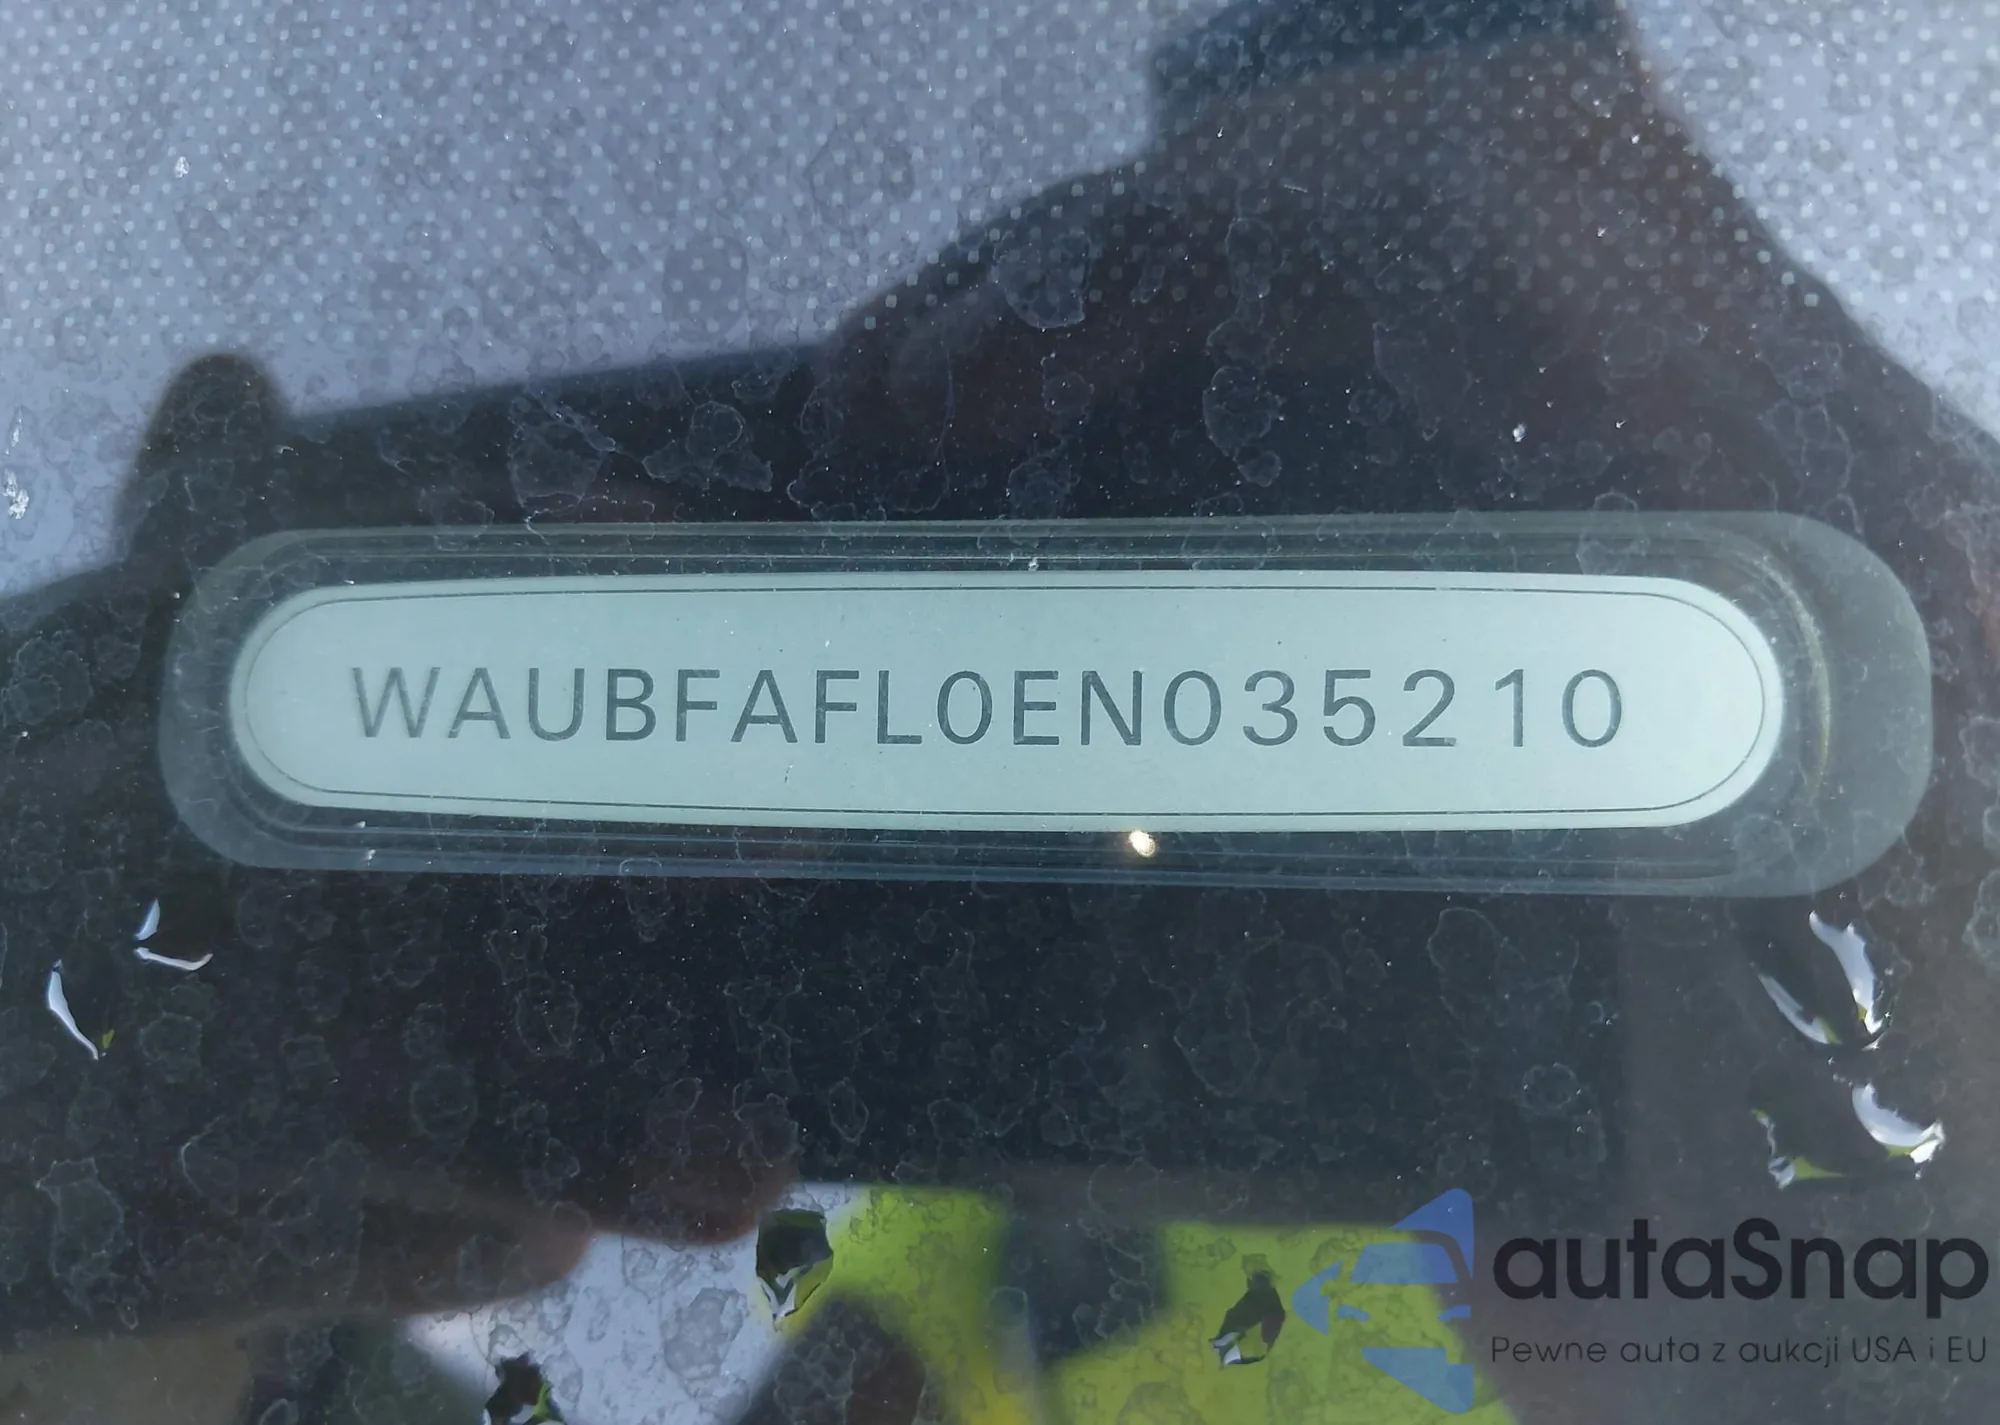 WAUBFAFL0EN035210
autaSnap
Pewne auta z aukcji USA i EU